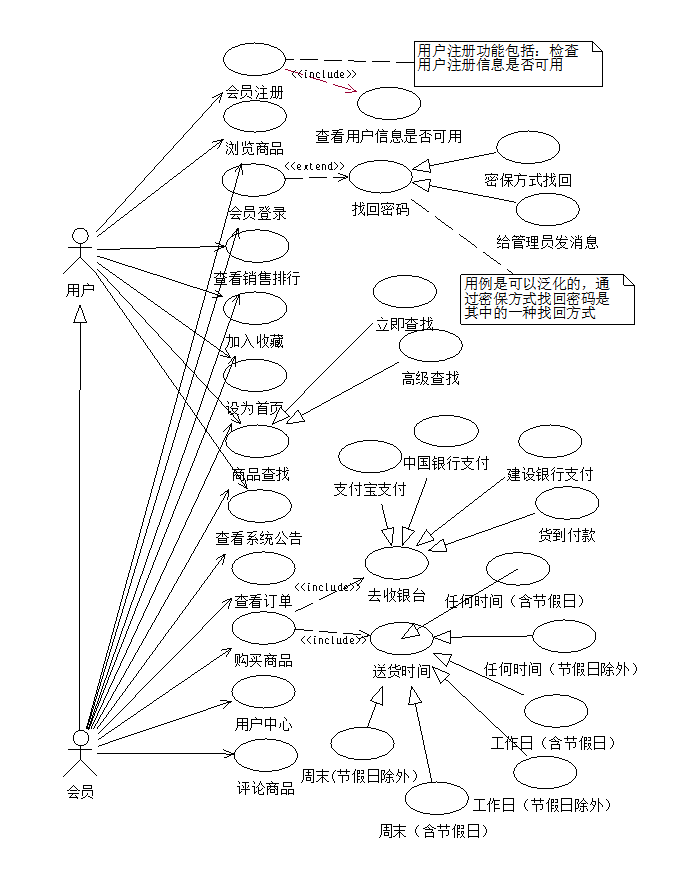 用户注册功能包括：检查
用户注册信息是否可用
<<include>>
会员注册
查看用户信息是否可用
浏览商品
<<extend>>
密保方式找回
会员登录
找回密码
给管理员发消息
查看销售排行
用户
用例是可以泛化的，通
过密保方式找回密码是
其中的一种找回方式
立即查找
加入收藏
高级查找
设为首页
中国银行支付
商品查找
建设银行支付
支付宝支付
查看系统公告
货到付款
<<include>>
去收银台
查看订单
任何时间（含节假日）
<<include>>
购买商品
送货时间
任何时间（节假日除外）
用户中心
工作日（含节假日）
周末(节假日除外）
会员
评论商品
工作日（节假日除外）
周末（含节假日）